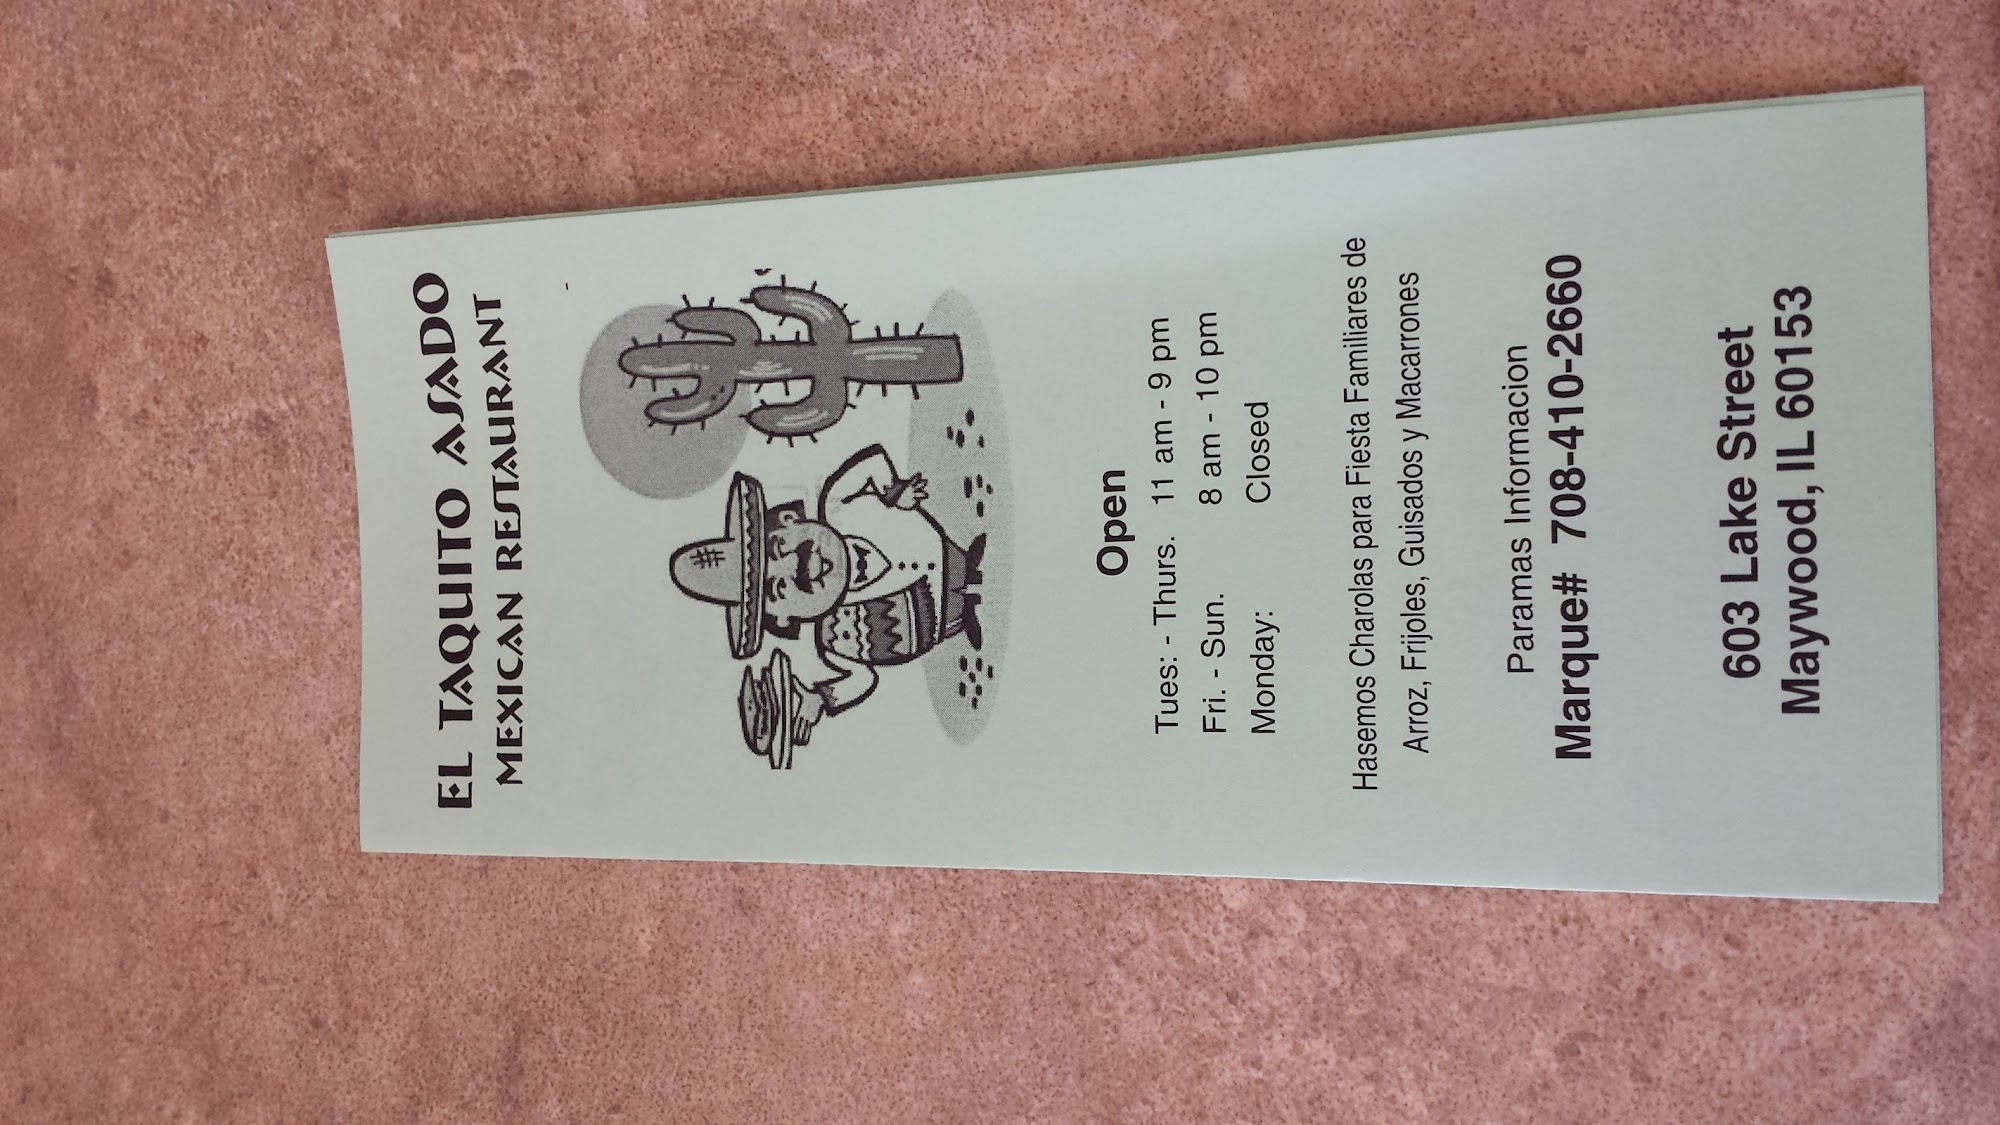 EL TAQUITO ASADO
MEXICAN RESTAURANT
Open
Tues: - Thurs. 11 am - 9 pm
Fri. - Sun. 8 am - 10 pm
Monday: Closed
Hasemos Charolas para Fiesta Familiares de
Arroz, Frijoles, Guisados y Macarrones
Paramas Informacion
Marque# 708-410-2660
603 Lake Street
Maywood, IL 60153